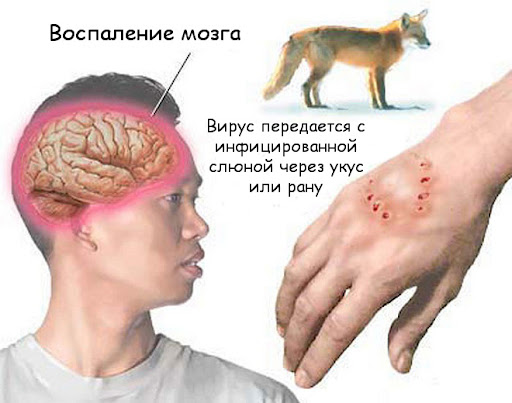 Воспаление мозга
Вирус передается с
инфицированной
слюной через укус
или рану